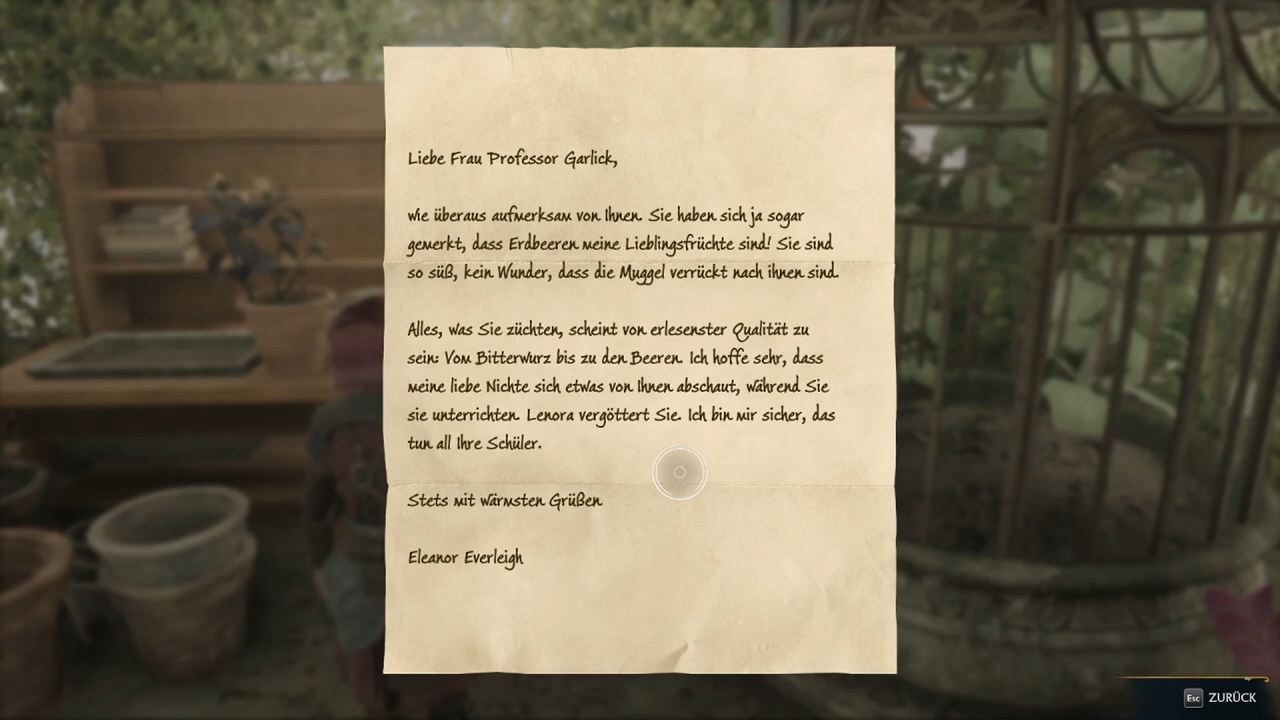 Liebe Frau Professor Garlick,
wie überaus aufmerksam von Ihnen. Sie haben sich ja sogar
gemerkt, dass Erdbeeren meine Lieblingsfrüchte sind! Sie sind
so süß, kein Wunder, dass die Muggel verrückt nach ihnen sind.
Alles, was Sie züchten, scheint von erlesenster Qualität zu
sein: Vom Bitterwurz bis zu den Beeren. Ich hoffe sehr, dass
meine liebe Nichte sich etwas von Ihnen abschaut, während Sie
sie unterrichten. Lenora vergöttert Sie. Ich bin mir sicher, das
tun all Ihre Schüler.
Stets mit wärmsten Grüßen
Eleanor Everleigh
Esc ZURÜCK